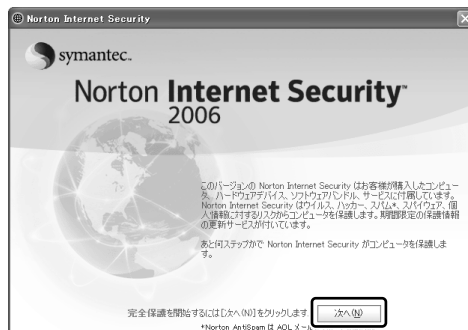 Norton Internet Security
symantec.
Norton Internet Security™
2006
このバージョンの Norton Internet Security はお客様が購入したコンピュー
タ、ハードウェアデバイス、ソフトウェアバンドル、サービスに付属しています。
Norton Internet Security はウイルス、ハッカー、スパム*、スパイウェア、個
人情報に対するリスクからコンピュータを保護します。期間限定の保護情報
の更新サービスが付いています。
あと何ステップかで Norton Internet Security がコンピュータを保護しま
す。
完全保護を開始するには[次へ(N)]をクリックします
次へ(N)
*Norton AntiSpam は AOL メール